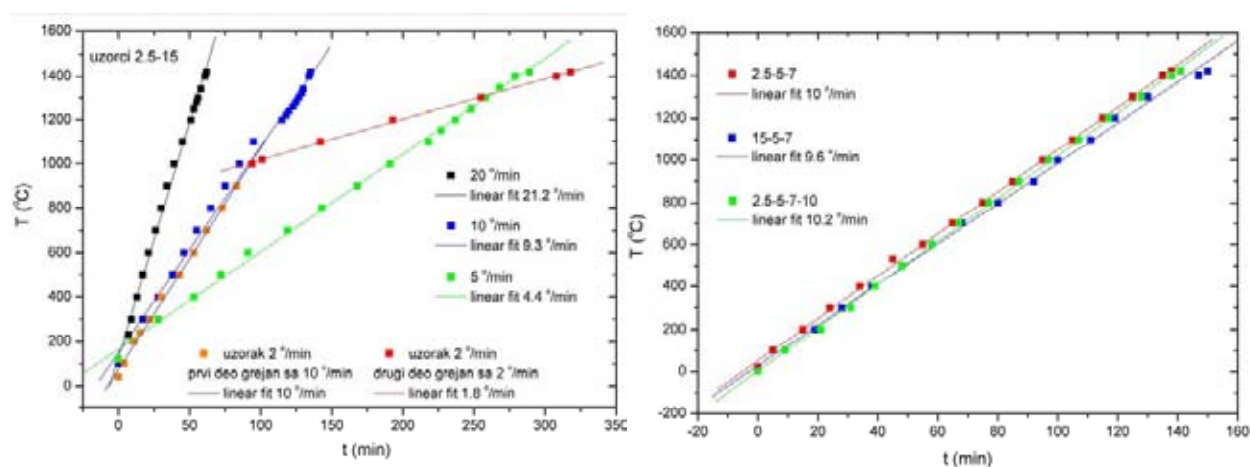 uzorci 2.5-15
20 °/min
linear fit 21.2 °/min
10 °/min
linear fit 9.3 °/min
5 °/min
linear fit 4.4 °/min
uzorak 2 °/min
prvi deo grejan sa 10 °/min
linear fit 10 °/min
uzorak 2 °/min
drugi deo grejan sa 2 °/min
linear fit 1.8 °/min
T (°C)
1600
1400
1200
1000
800
600
400
200
0
0 50 100 150 200 250 300 350
t (min)
2.5-5-7
linear fit 10 °/min
15-5-7
linear fit 9.6 °/min
2.5-5-7-10
linear fit 10.2 °/min
T (°C)
1600
1400
1200
1000
800
600
400
200
0
-200
-20 0 20 40 60 80 100 120 140 160
t (min)